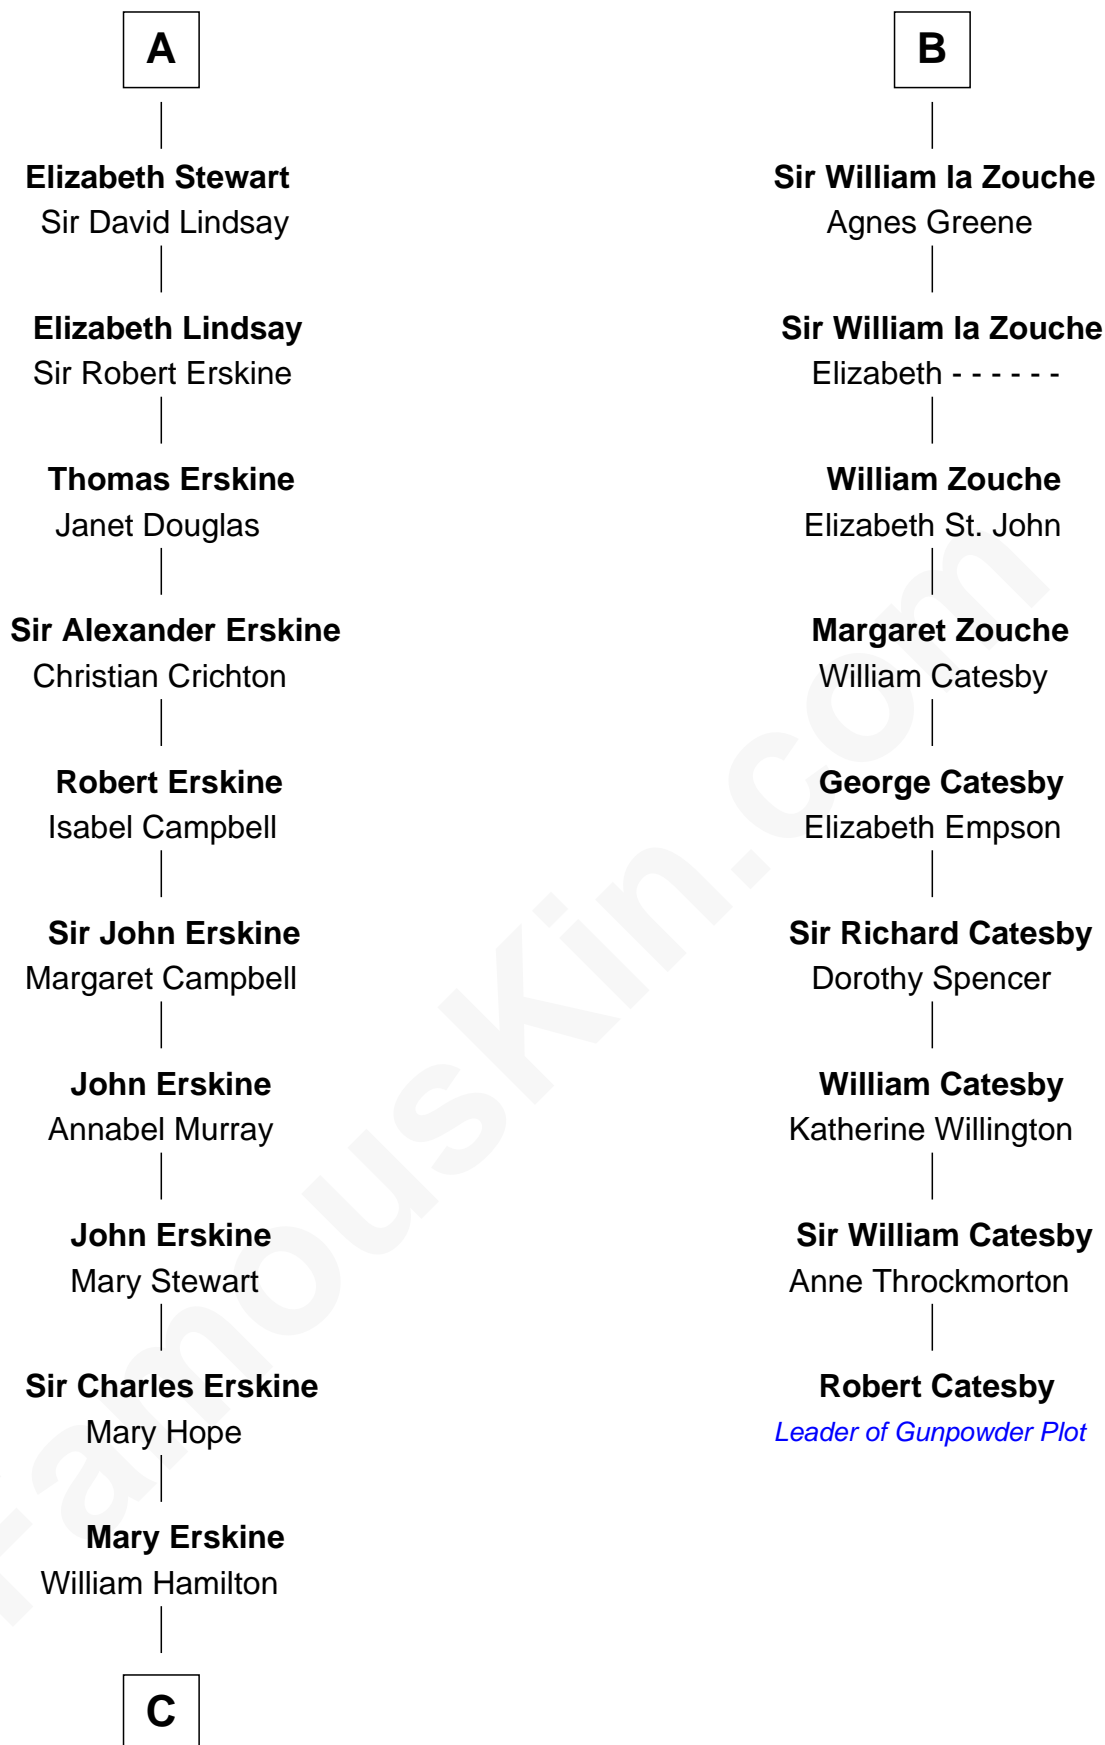 A
Elizabeth Stewart
Sir David Lindsay
Elizabeth Lindsay
Sir Robert Erskine
Thomas Erskine
Janet Douglas
Sir Alexander Erskine
Christian Crichton
Robert Erskine
Isabel Campbell
Sir John Erskine
Margaret Campbell
John Erskine
Annabel Murray
John Erskine
Mary Stewart
Sir Charles Erskine
Mary Hope
Mary Erskine
William Hamilton
C
B
Sir William la Zouche
Agnes Greene
Sir William la Zouche
Elizabeth - - - - - -
William Zouche
Elizabeth St. John
Margaret Zouche
William Catesby
George Catesby
Elizabeth Empson
Sir Richard Catesby
Dorothy Spencer
William Catesby
Katherine Willington
Sir William Catesby
Anne Throckmorton
Robert Catesby
Leader of Gunpowder Plot
FamousKin.com